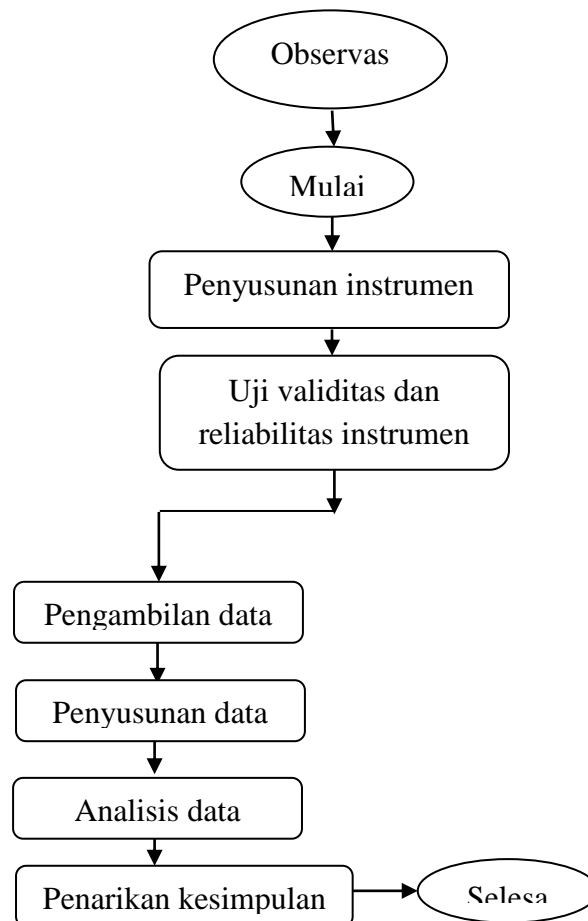 Observas
Mulai
Penyusunan instrumen
Uji validitas dan
reliabilitas instrumen
Pengambilan data
Penyusunan data
Analisis data
Penarikan kesimpulan
Selesa